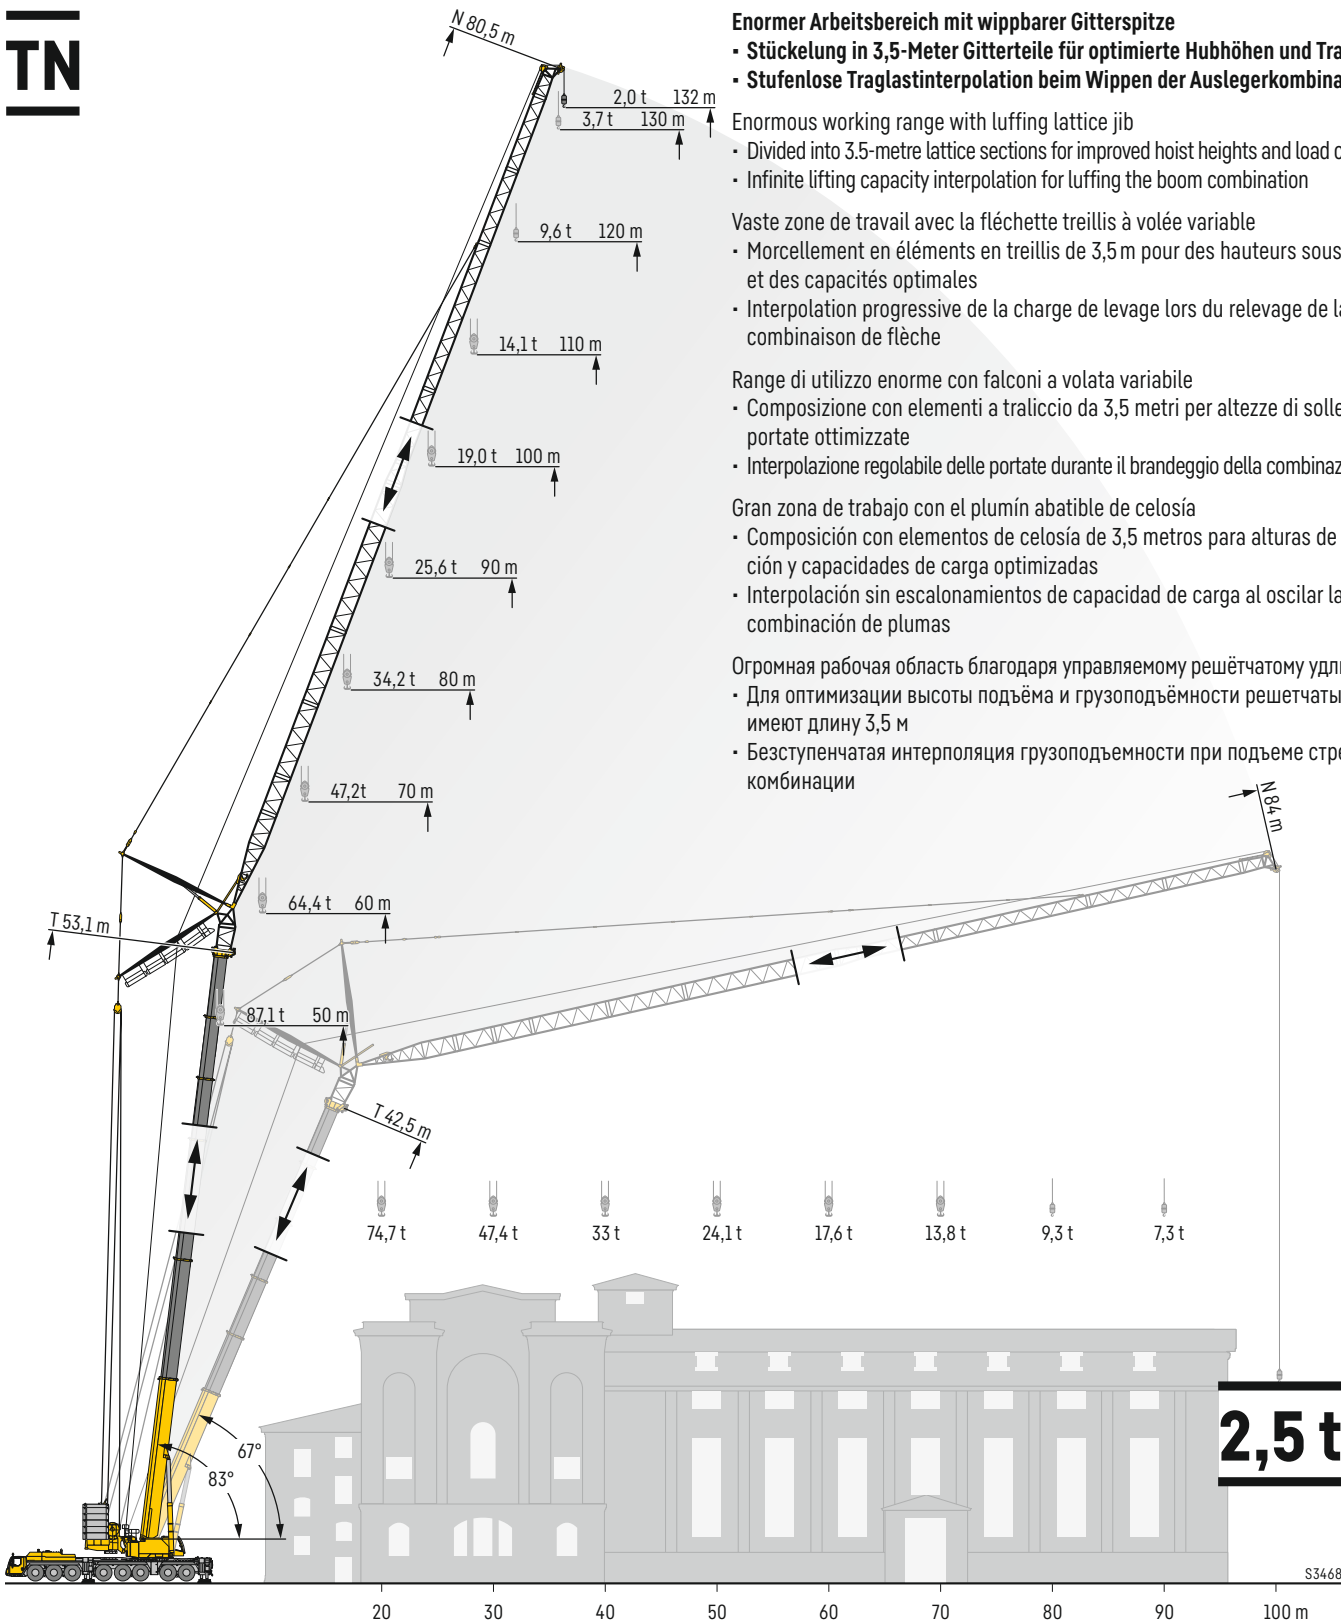 TN
N 80,5 m
Enormer Arbeitsbereich mit wippbarer Gitterspitze
· Stückelung in 3,5-Meter Gitterteile für optimierte Hubhöhen und Tra
· Stufenlose Traglastinterpolation beim Wippen der Auslegerkombina
Enormous working range with luffing lattice jib
· Divided into 3.5-metre lattice sections for improved hoist heights and load c
· Infinite lifting capacity interpolation for luffing the boom combination
Vaste zone de travail avec la fléchette treillis à volée variable
· Morcellement en éléments en treillis de 3,5 m pour des hauteurs sous
et des capacités optimales
· Interpolation progressive de la charge de levage lors du relevage de la
combinaison de flèche
Range di utilizzo enorme con falconi a volata variabile
· Composizione con elementi a traliccio da 3,5 metri per altezze di solle
portate ottimizzate
· Interpolazione regolabile delle portate durante il brandeggio della combinaz
Gran zona de trabajo con el plumín abatible de celosía
· Composición con elementos de celosía de 3,5 metros para alturas de
ción y capacidades de carga optimizadas
· Interpolación sin escalonamientos de capacidad de carga al oscilar la
combinación de plumas
Огромная рабочая область благодаря управляемому решётчатому удл
· Для оптимизации высоты подъёма и грузоподъёмности решетчаты
имеют длину 3,5 м
· Безступенчатая интерполяция грузоподъемности при подъеме стре
комбинации
2,0 t 132 m
3,7 t 130 m
9,6 t 120 m
14,1 t 110 m
19,0 t 100 m
25,6 t 90 m
34,2 t 80 m
47,2t 70 m
64,4 t 60 m
87,1 t 50 m
N 84 m
T 53,1 m
T 42,5 m
74,7 t 47,4 t 33 t 24,1 t 17,6 t 13,8 t 9,3 t 7,3 t
2,5 t
67°
83°
S3468
20 30 40 50 60 70 80 90 100 m